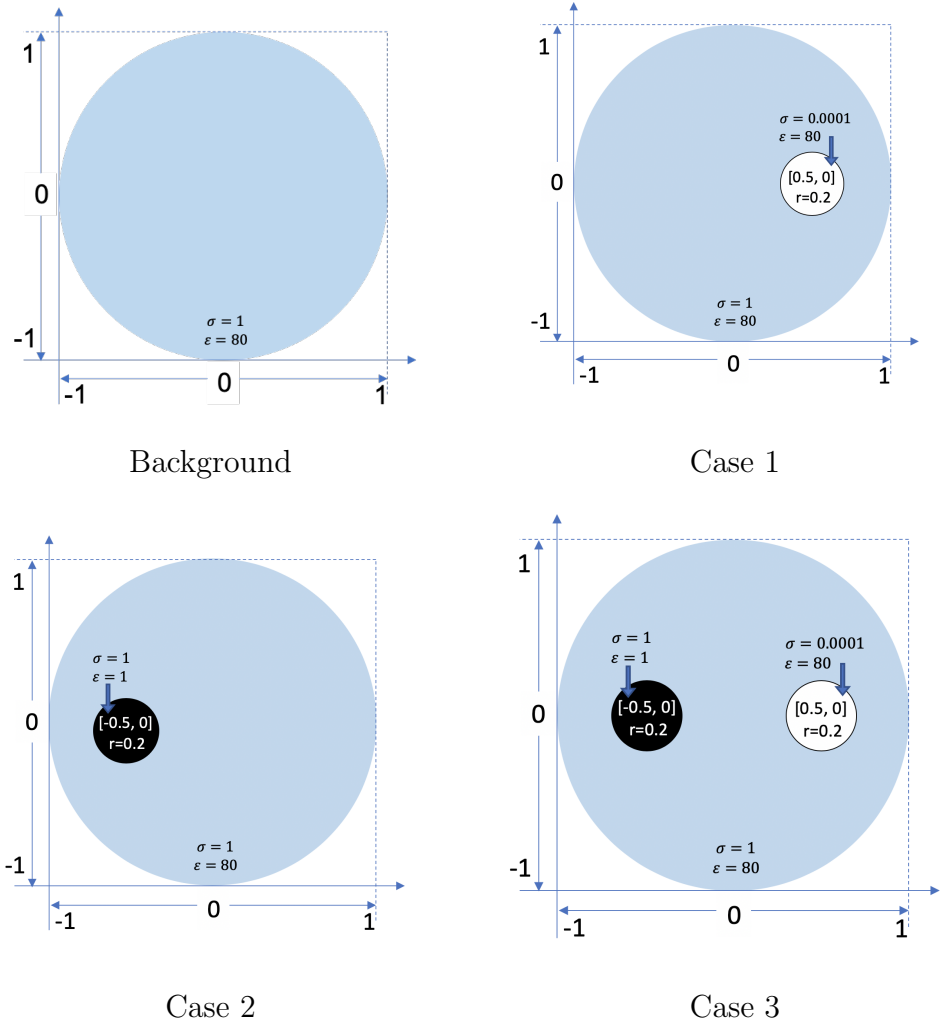 1
0
-1
σ = 1
ε = 80
-1
0
1
Background
1
0
-1
σ = 0.0001
ε = 80
[0.5, 0]
r=0.2
σ = 1
ε = 80
-1
0
1
Case 1
1
0
-1
σ = 1
ε = 1
[-0.5, 0]
r=0.2
σ = 1
ε = 80
-1
0
1
Case 2
1
0
-1
σ = 1
ε = 1
[-0.5, 0]
r=0.2
σ = 0.0001
ε = 80
[0.5, 0]
r=0.2
σ = 1
ε = 80
-1
0
1
Case 3